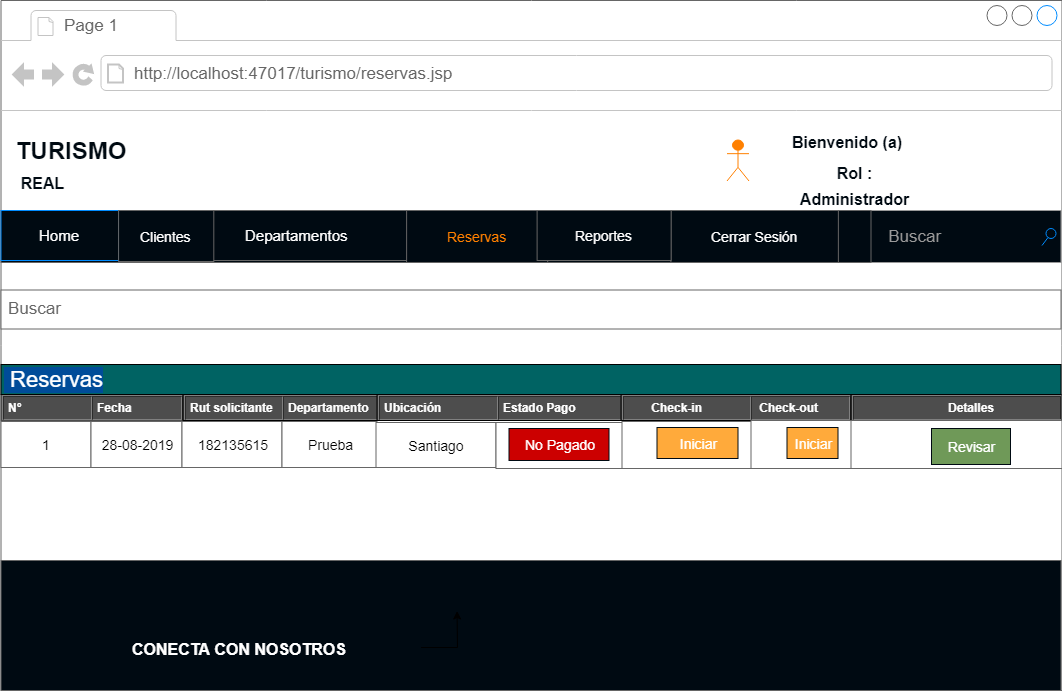 Page 1
http://localhost:47017/turismo/reservas.jsp
TURISMO
REAL
Bienvenido (a)
Rol :
Administrador
Home Clientes Departamentos Reservas Reportes Cerrar Sesión Buscar
Buscar
Reservas
N° Fecha Rut solicitante Departamento Ubicación Estado Pago Check-in Check-out Detalles
1 28-08-2019 182135615 Prueba Santiago No Pagado Iniciar Iniciar Revisar
CONECTA CON NOSOTROS